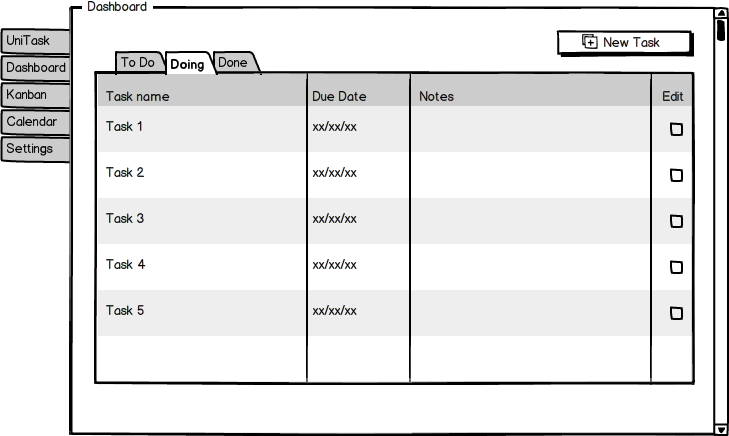 Dashboard
UniTask
Dashboard
Kanban
Calendar
Settings
New Task
To Do Doing Done
Task name Due Date Notes Edit
Task 1 xx/xx/xx
Task 2 xx/xx/xx
Task 3 xx/xx/xx
Task 4 xx/xx/xx
Task 5 xx/xx/xx